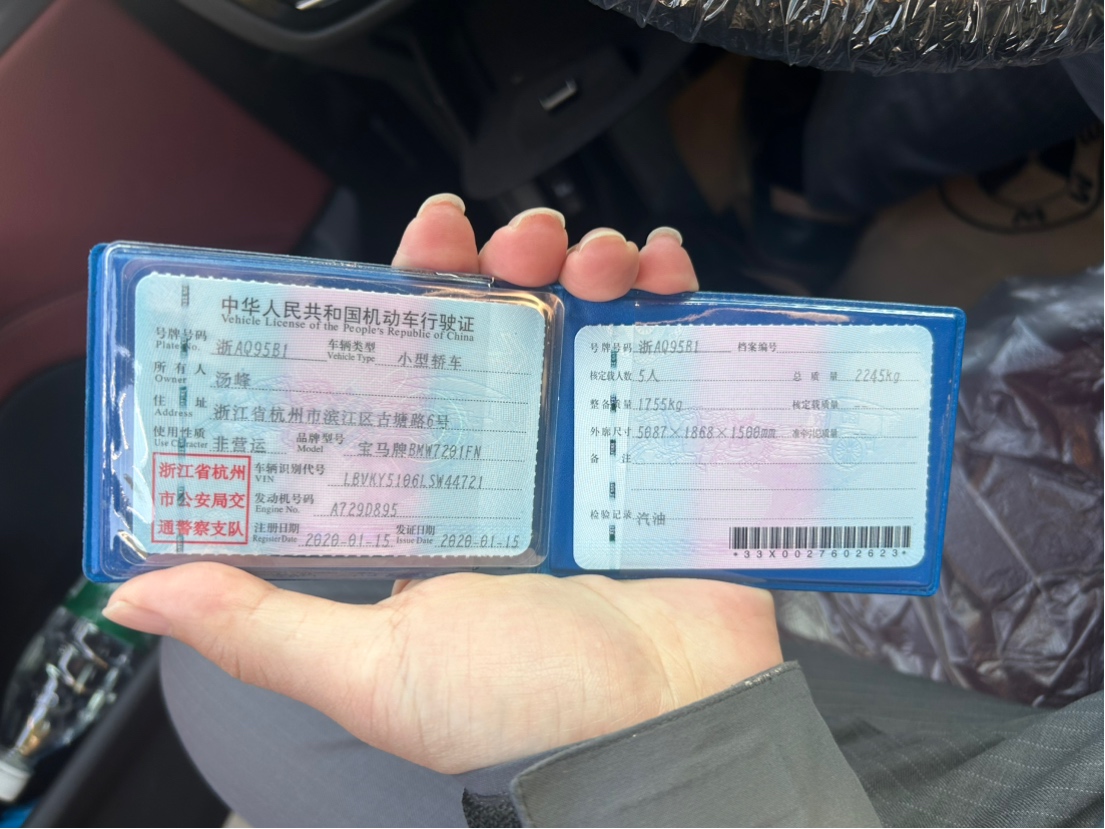 中华人民共和国机动车行驶证
Vehicle License of the People's Republic of China
号牌号码 浙AQ95B1 车辆类型 小型轿车
Plate No. Vehicle Type
所有人 汤峰
Owner
住址 浙江省杭州市滨江区古塘路6号
Address
使用性质 非营运 品牌型号 宝马牌BMW7201FN
Use Character Model
浙江省杭州
市公安局交
通警察支队
车辆识别代号 LBVKY5106LSW44721
VIN
发动机号码 A729D895
Engine No.
注册日期 2020-01-15 发证日期 2020-01-15
Register Date Issue Date
号牌号码 浙AQ95B1 档案编号
核定载人数 5人 总质量 2245kg
整备质量 1755kg 核定载质量 --
外廓尺寸 5087×1868×1500mm 准牵引总质量 --
备注
检验记录 汽油
*33X0027602623*
B M W